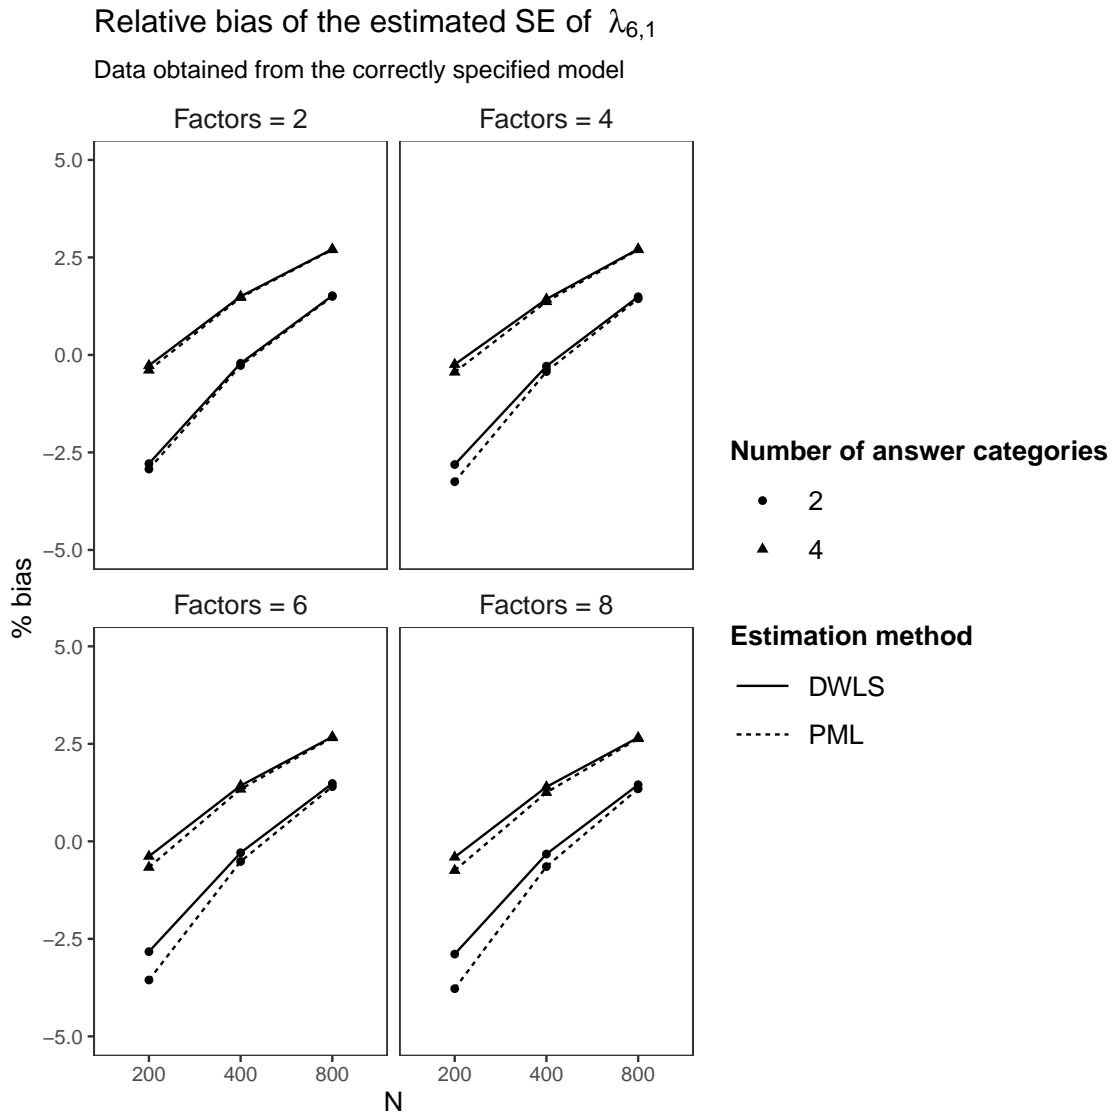 Relative bias of the estimated SE of λ6,1
Data obtained from the correctly specified model
Factors = 2
Factors = 4
5.0
2.5
0.0
−2.5
−5.0
Factors = 6
Factors = 8
5.0
2.5
0.0
−2.5
−5.0
200
400
800
200
400
800
% bias
N
Number of answer categories
2
4
Estimation method
DWLS
PML